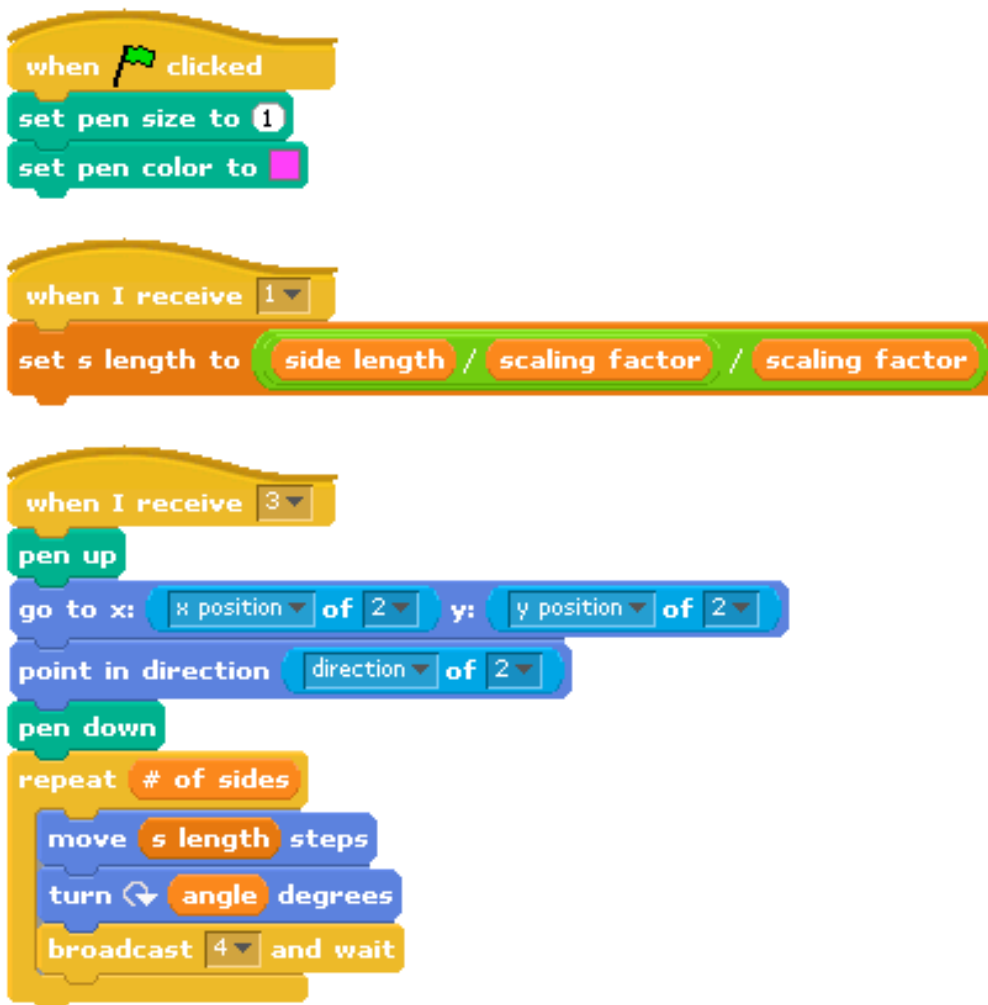 when clicked
set pen size to 1
set pen color to
when I receive 1
set s length to side length / scaling factor / scaling factor
when I receive 3
pen up
go to x: x position of 2 y: y position of 2
point in direction direction of 2
pen down
repeat # of sides
move s length steps
turn angle degrees
broadcast 4 and wait